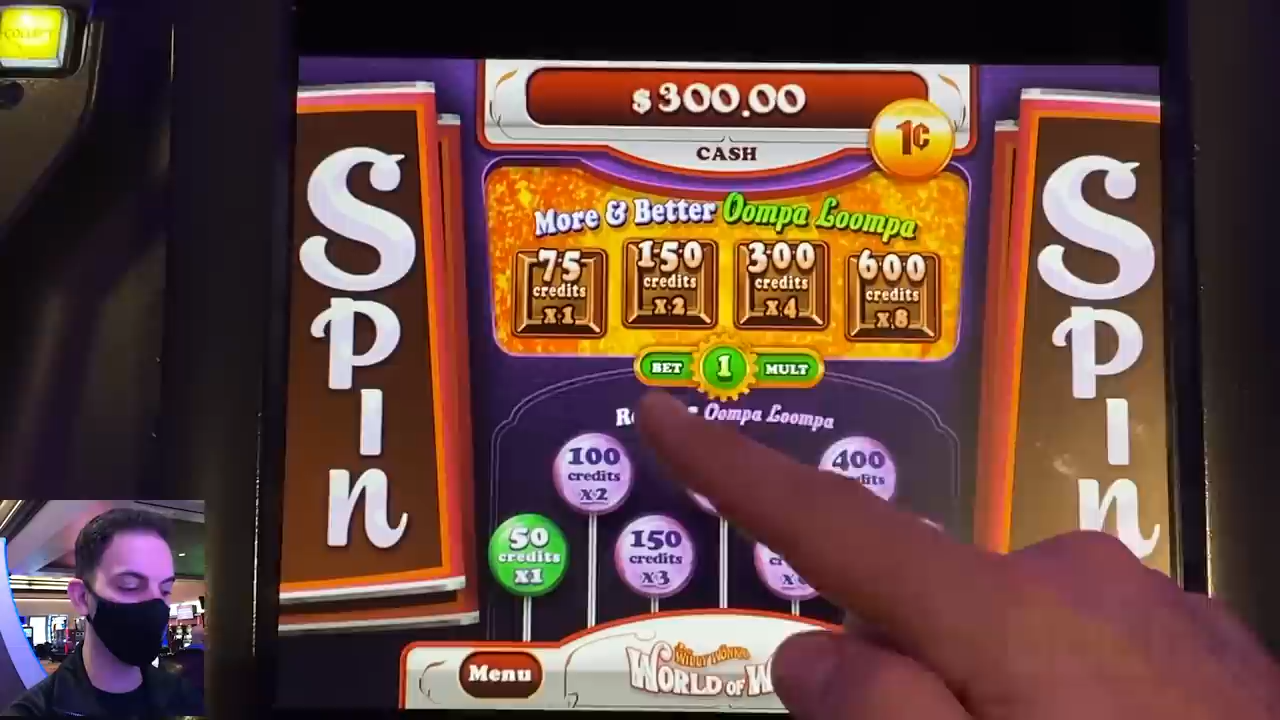 COLLECT
$300.00
1¢
CASH
More & Better Oompa Loompa
75
credits
x1
150
credits
x2
300
credits
x4
600
credits
x8
BET 1 MULT
Oompa Loompa
100
credits
x2
400
50
credits
x1
150
credits
x3
Spin
Spin
Menu
WORLD OF